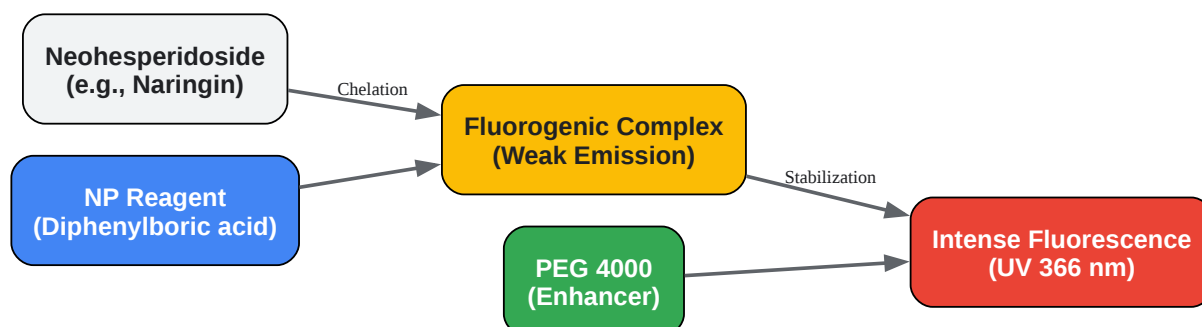 Neohesperidoside
(e.g., Naringin)
Chelation
NP Reagent
(Diphenylboric acid)
Fluorogenic Complex
(Weak Emission)
Stabilization
PEG 4000
(Enhancer)
Intense Fluorescence
(UV 366 nm)